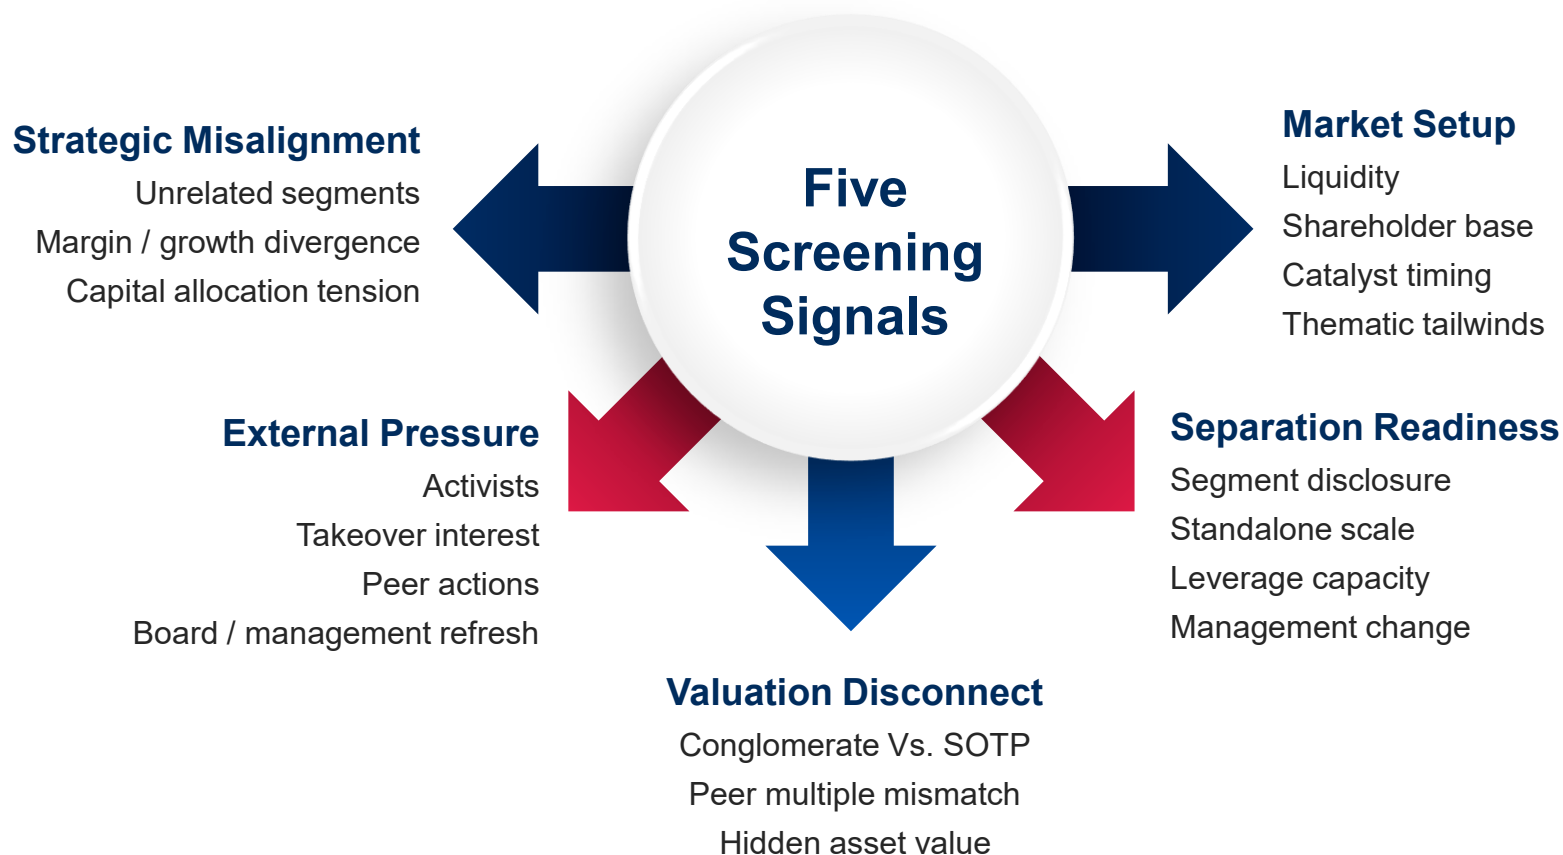 Five
Screening
Signals
Strategic Misalignment
Unrelated segments
Margin / growth divergence
Capital allocation tension
External Pressure
Activists
Takeover interest
Peer actions
Board / management refresh
Valuation Disconnect
Conglomerate Vs. SOTP
Peer multiple mismatch
Hidden asset value
Separation Readiness
Segment disclosure
Standalone scale
Leverage capacity
Management change
Market Setup
Liquidity
Shareholder base
Catalyst timing
Thematic tailwinds